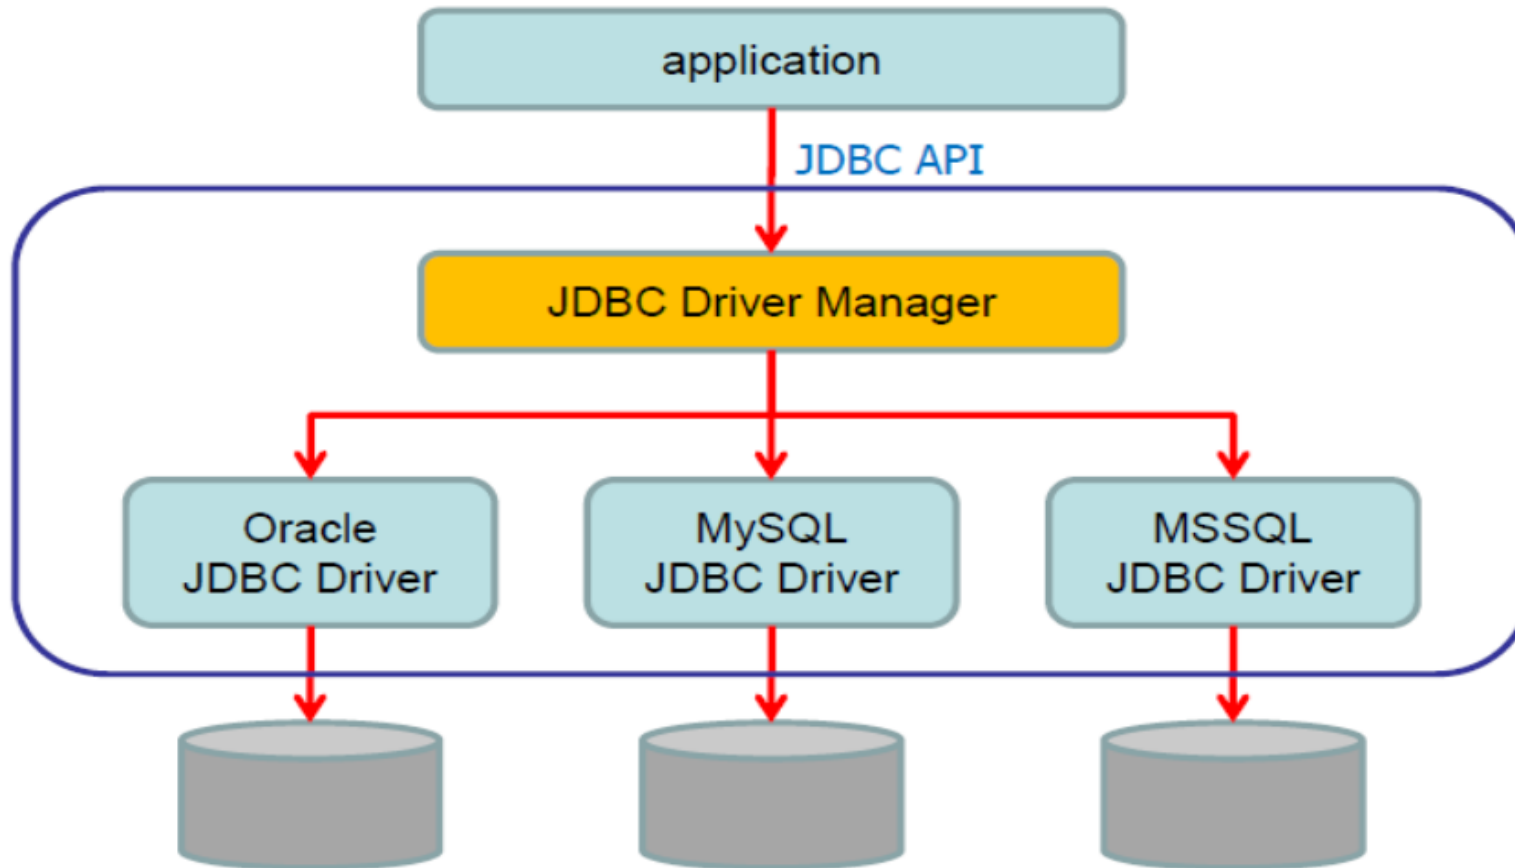 application
JDBC API
JDBC Driver Manager
Oracle
JDBC Driver
MySQL
JDBC Driver
MSSQL
JDBC Driver